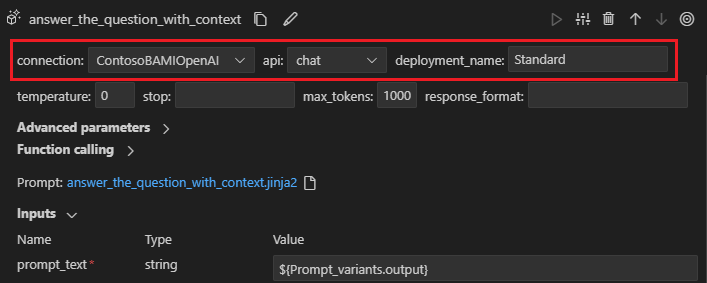 answer_the_question_with_context
connection: ContosoBAMIOpenAI api: chat deployment_name: Standard
temperature: 0 stop: max_tokens: 1000 response_format:
Advanced parameters
Function calling
Prompt: answer_the_question_with_context.jinja2
Inputs
Name Type Value
prompt_text* string ${Prompt_variants.output}